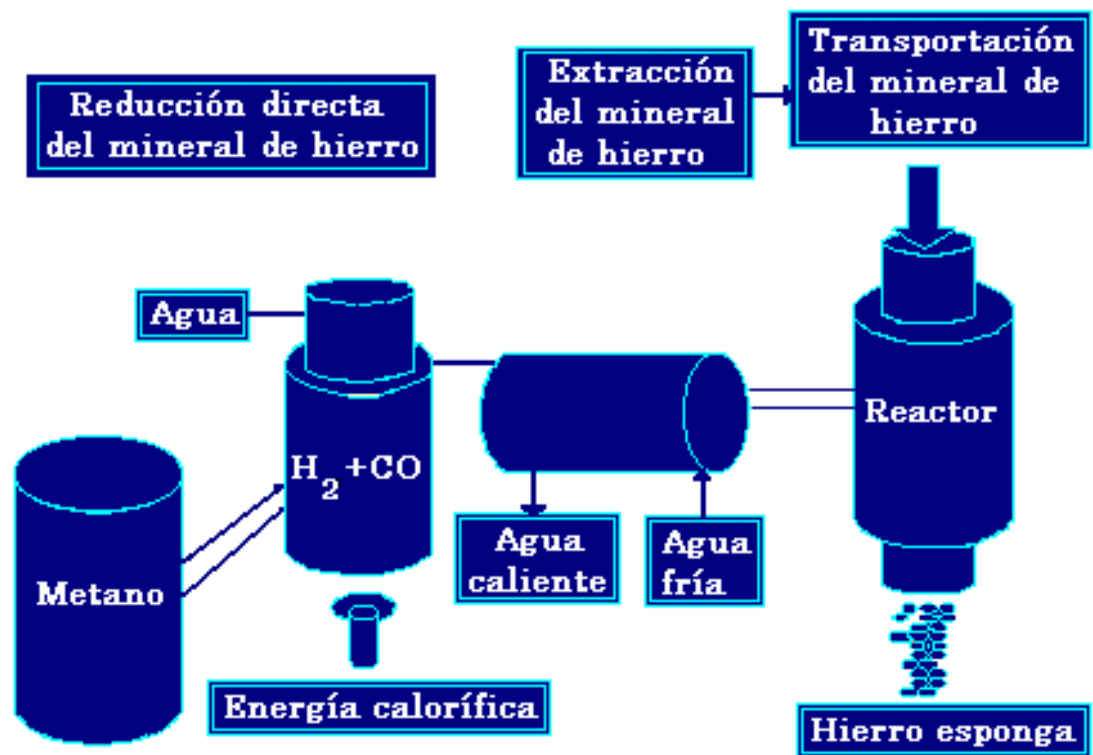 Reducción directa
del mineral de hierro
Extracción
del mineral
de hierro
Transportación
del mineral de
hierro
Agua
H2+CO
Metano
Energía calorífica
Agua
caliente
Agua
fría
Reactor
Hierro esponga